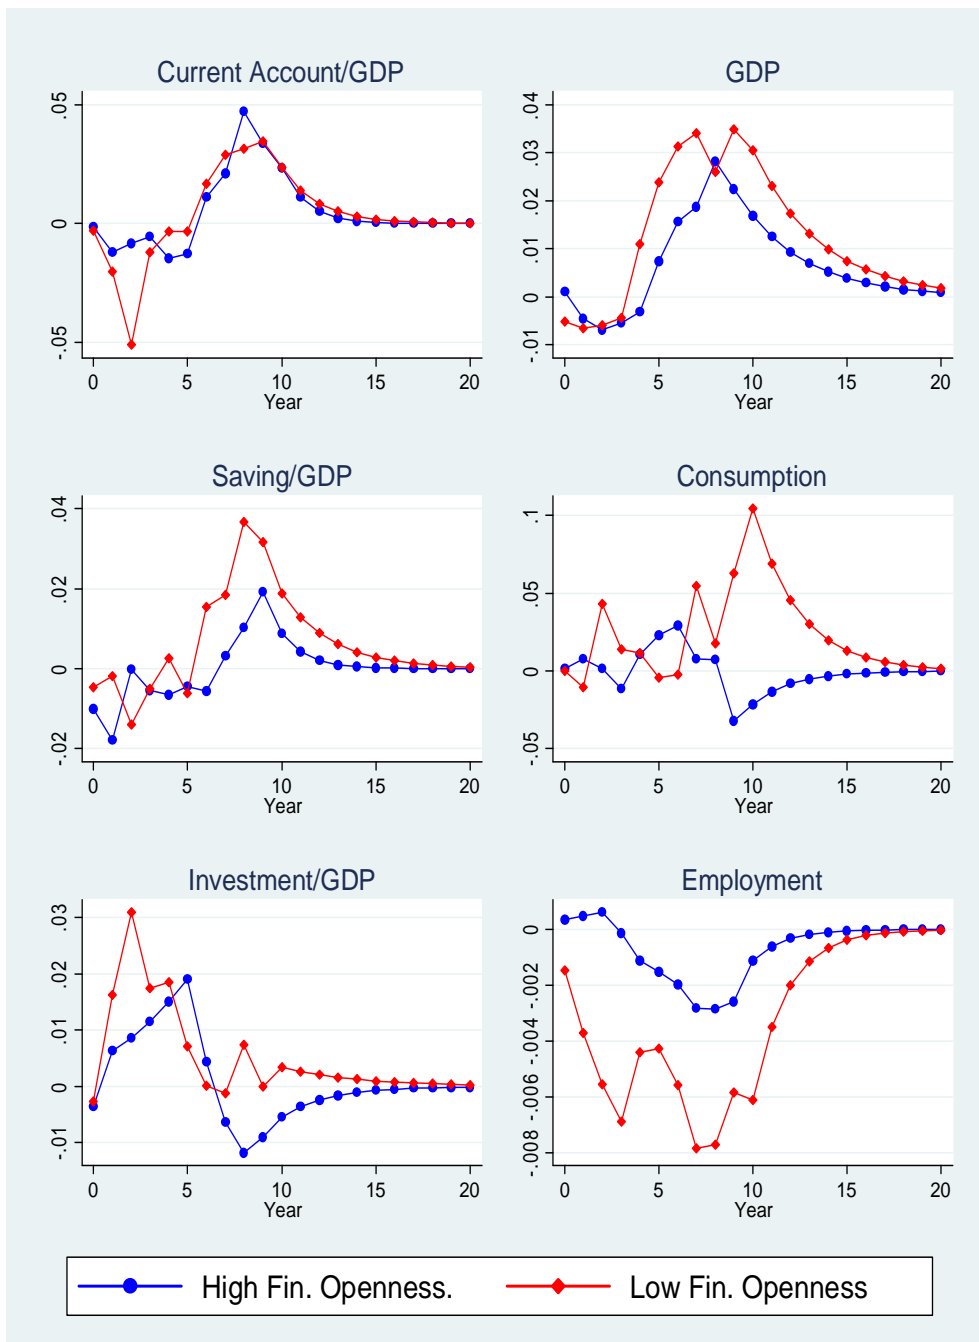 Current Account/GDP
.05
0
-.05
0 5 10 15 20
Year
GDP
.04
.03
.02
.01
0
-.01
0 5 10 15 20
Year
Saving/GDP
.04
.02
0
-.02
0 5 10 15 20
Year
Consumption
.1
.05
0
-.05
0 5 10 15 20
Year
Investment/GDP
.03
.02
.01
0
-.01
0 5 10 15 20
Year
Employment
0
-.002
-.004
-.006
-.008
0 5 10 15 20
Year
High Fin. Openness. Low Fin. Openness